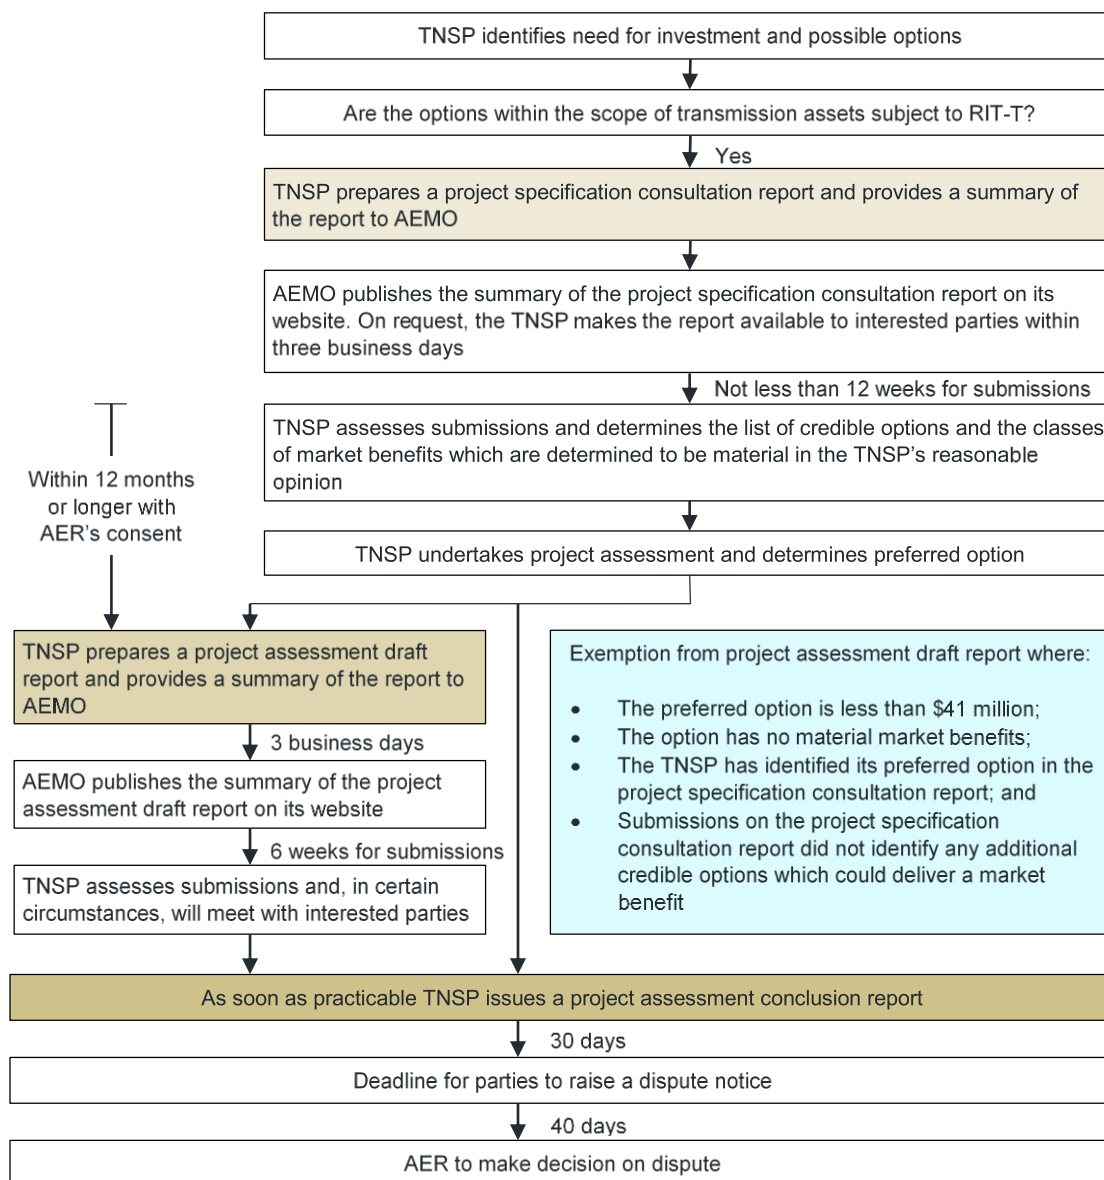 TNSP identifies need for investment and possible options
Are the options within the scope of transmission assets subject to RIT-T?
Yes
TNSP prepares a project specification consultation report and provides a summary of
the report to AEMO
AEMO publishes the summary of the project specification consultation report on its
website. On request, the TNSP makes the report available to interested parties within
three business days
Not less than 12 weeks for submissions
TNSP assesses submissions and determines the list of credible options and the classes
of market benefits which are determined to be material in the TNSP's reasonable
opinion
Within 12 months
or longer with
AER's consent
TNSP undertakes project assessment and determines preferred option
TNSP prepares a project assessment draft
report and provides a summary of the report to
AEMO
3 business days
AEMO publishes the summary of the project
assessment draft report on its website
6 weeks for submissions
TNSP assesses submissions and, in certain
circumstances, will meet with interested parties
Exemption from project assessment draft report where:
• The preferred option is less than $41 million;
• The option has no material market benefits;
• The TNSP has identified its preferred option in the
project specification consultation report; and
• Submissions on the project specification
consultation report did not identify any additional
credible options which could deliver a market
benefit
As soon as practicable TNSP issues a project assessment conclusion report
30 days
Deadline for parties to raise a dispute notice
40 days
AER to make decision on dispute